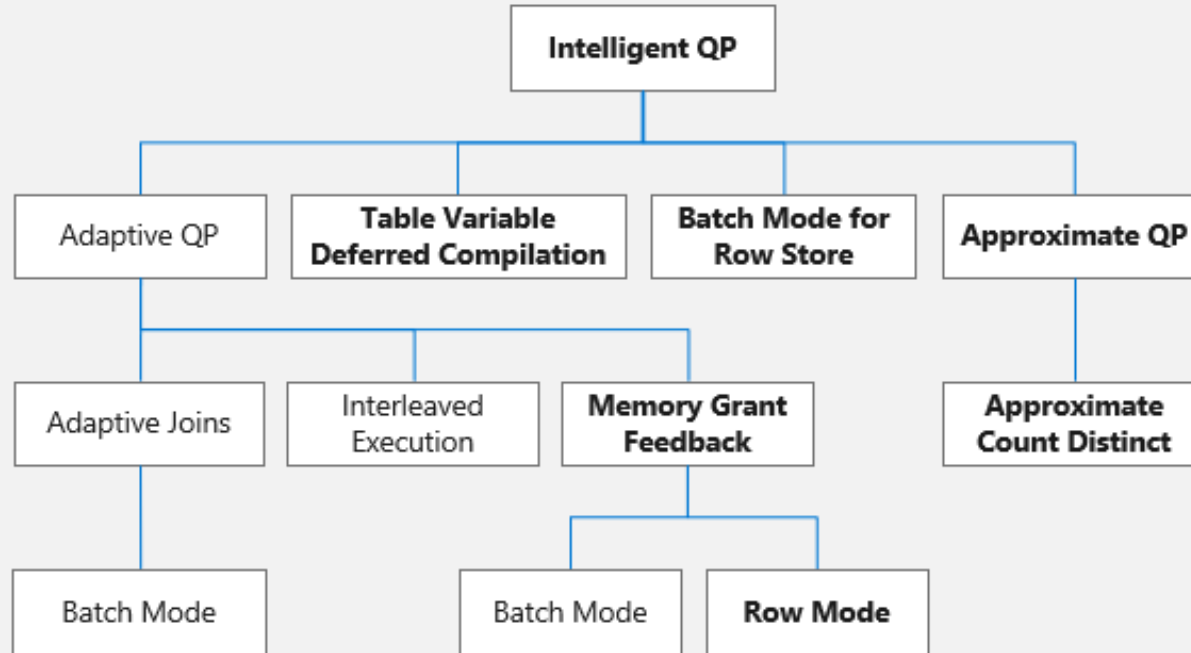 Intelligent QP
Adaptive QP
Table Variable
Deferred Compilation
Batch Mode for
Row Store
Approximate QP
Adaptive Joins
Interleaved
Execution
Memory Grant
Feedback
Approximate
Count Distinct
Batch Mode
Batch Mode
Row Mode